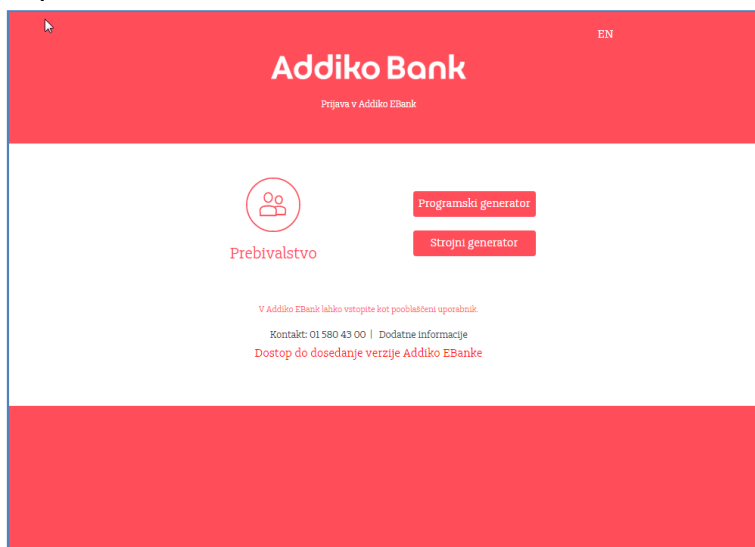 EN
Addiko Bank
Prijava v Addiko EBank
Programski generator
Strojni generator
Prebivalstvo
V Addiko EBank lahko vstopite kot pooblaščeni uporabnik.
Kontakt: 01 580 43 00 | Dodatne informacije
Dostop do dosedanje verzije Addiko EBanke